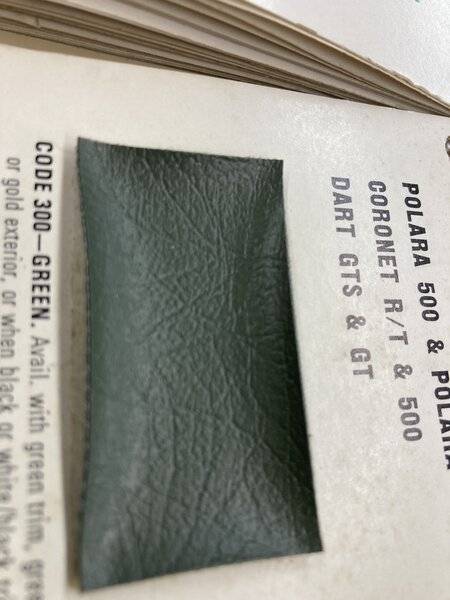 POLARA 500 & POLARA
CORONET R/T & 500
DART GTS & GT
CODE 300—GREEN. Avail. with green trim, gree
or gold exterior, or when black or white/black